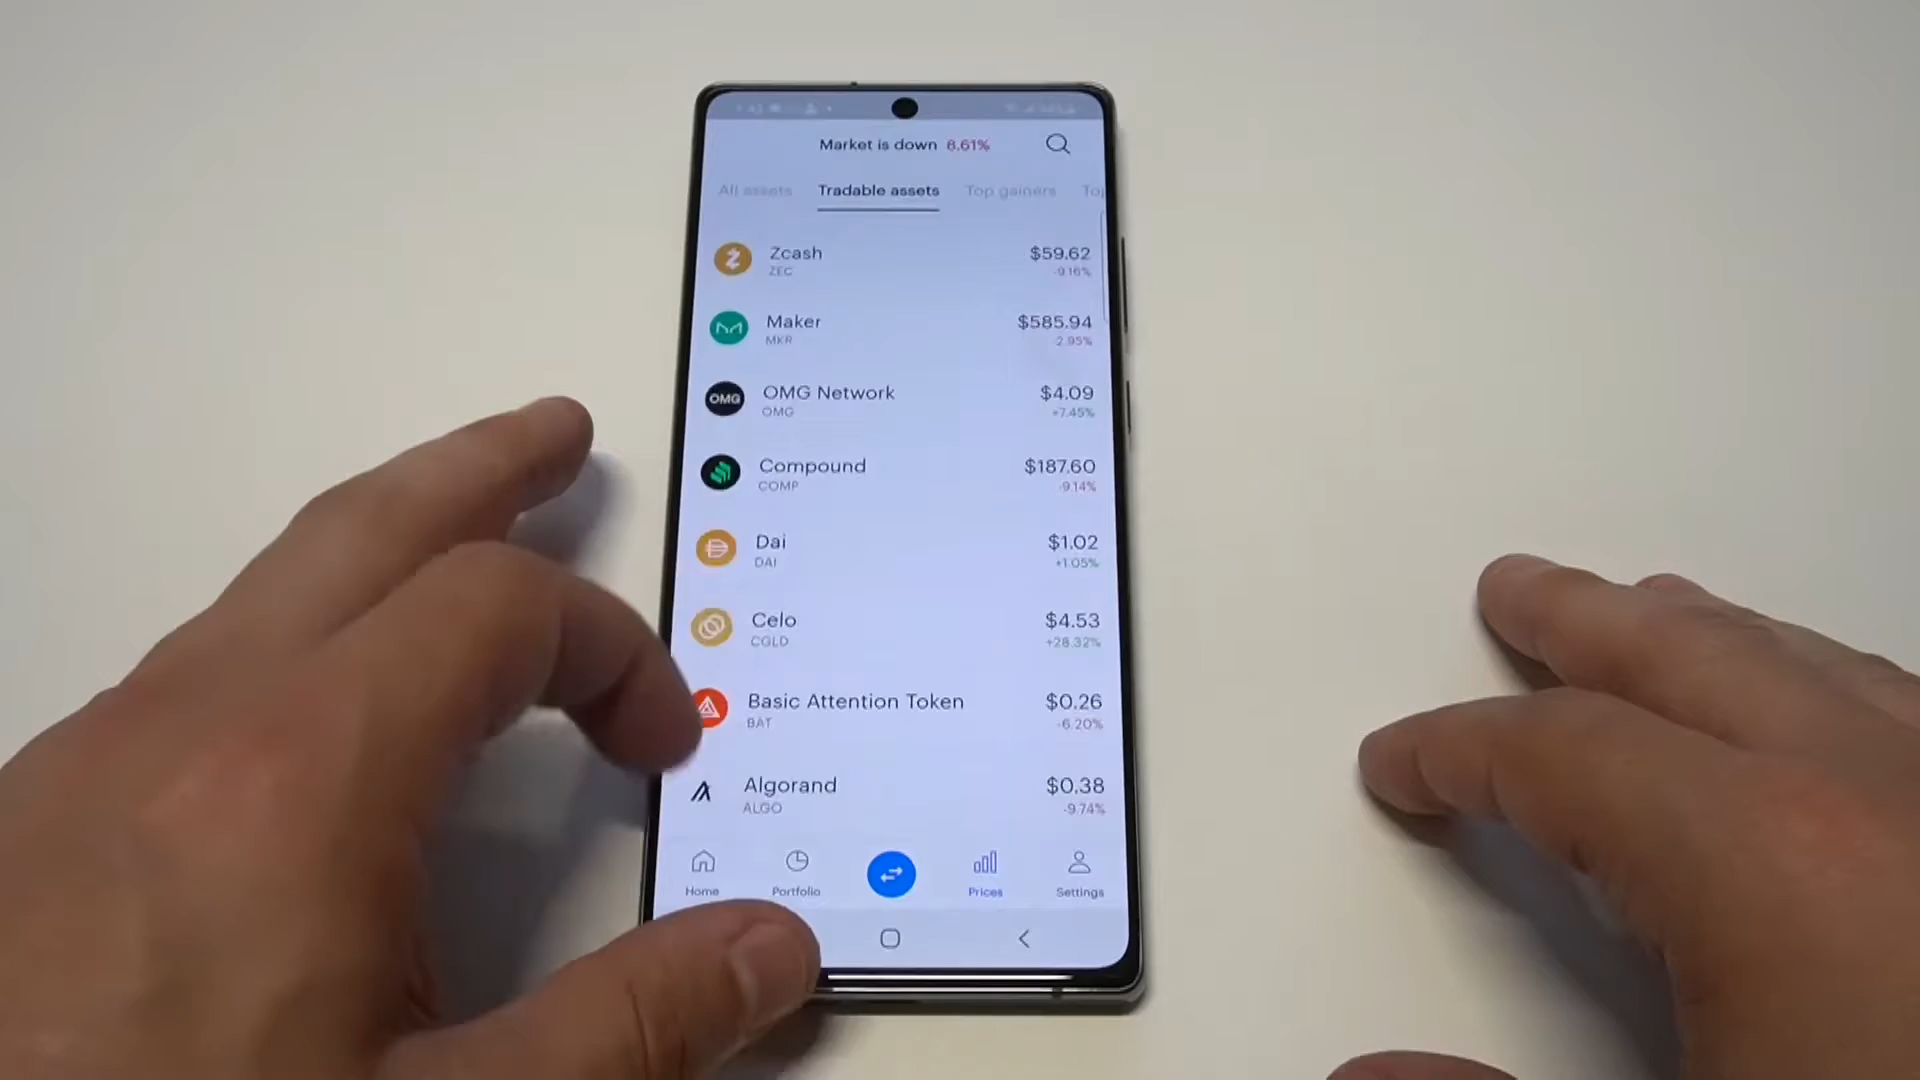 Market is down 8.61%
All assets Tradable assets Top gainers Top
Zcash $59.62
ZEC -9.16%
Maker $585.94
MKR -2.95%
OMG OMG Network $4.09
OMG +7.45%
Compound $187.60
COMP -9.14%
Dai $1.02
DAI +1.05%
Celo $4.53
CGLD +28.32%
Basic Attention Token $0.26
BAT -6.20%
Algorand $0.38
ALGO -9.74%
Home Portfolio Prices Settings